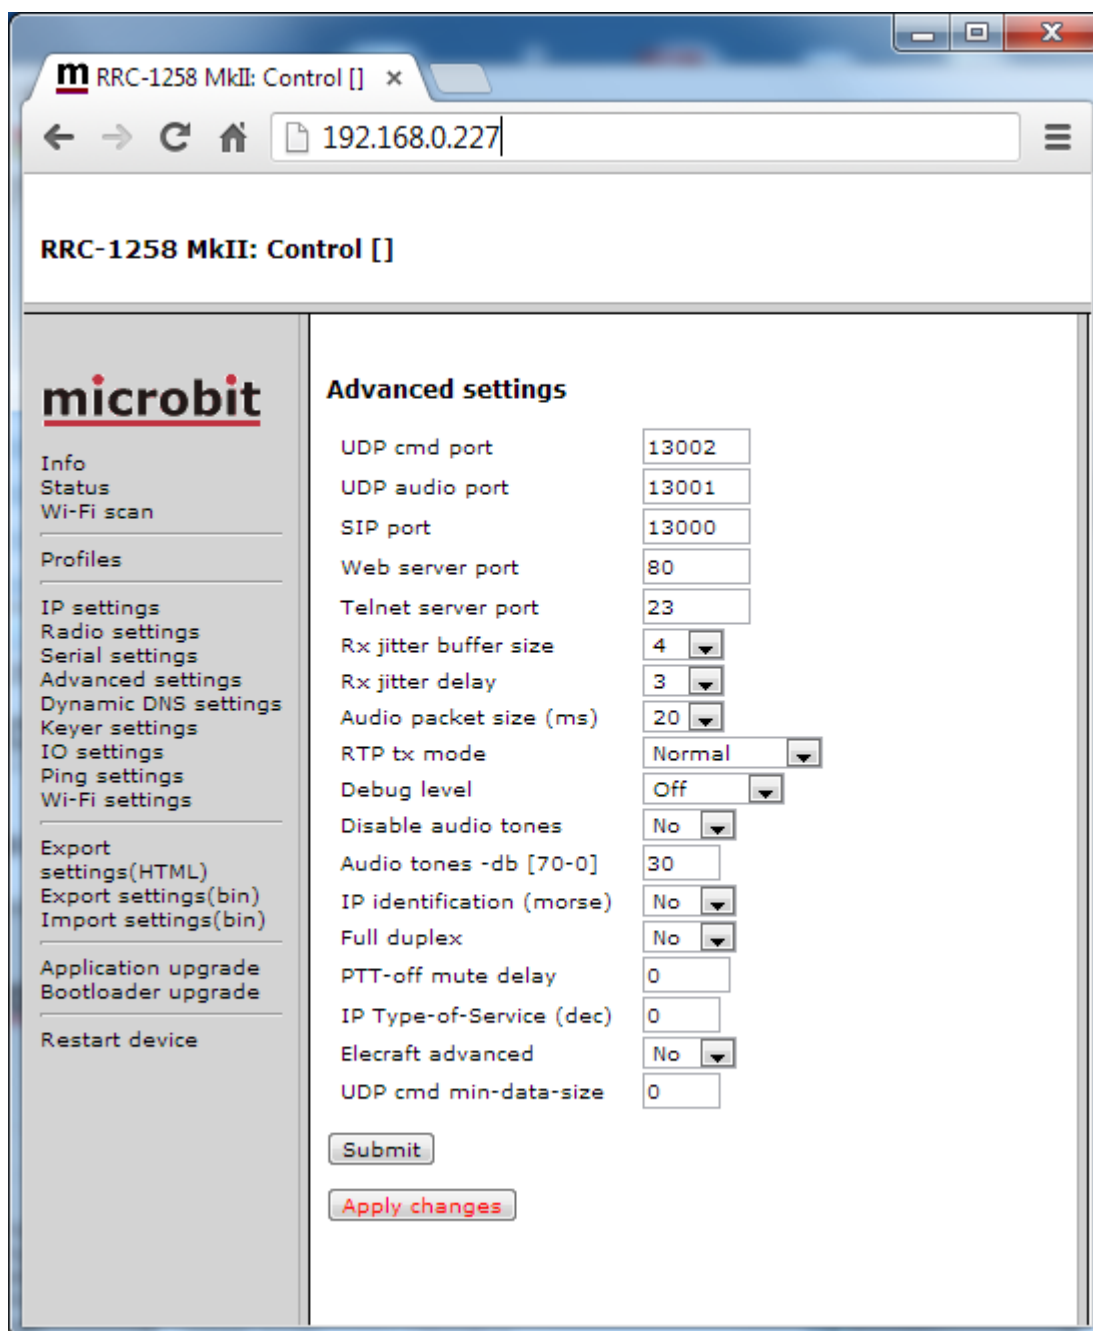 m RRC-1258 MkII: Control [] ×
192.168.0.227
RRC-1258 MkII: Control []
microbit
Info
Status
Wi-Fi scan
Profiles
IP settings
Radio settings
Serial settings
Advanced settings
Dynamic DNS settings
Keyer settings
IO settings
Ping settings
Wi-Fi settings
Export
settings(HTML)
Export settings(bin)
Import settings(bin)
Application upgrade
Bootloader upgrade
Restart device
Advanced settings
UDP cmd port 13002
UDP audio port 13001
SIP port 13000
Web server port 80
Telnet server port 23
Rx jitter buffer size 4
Rx jitter delay 3
Audio packet size (ms) 20
RTP tx mode Normal
Debug level Off
Disable audio tones No
Audio tones -db [70-0] 30
IP identification (morse) No
Full duplex No
PTT-off mute delay 0
IP Type-of-Service (dec) 0
Elecraft advanced No
UDP cmd min-data-size 0
Submit
Apply changes